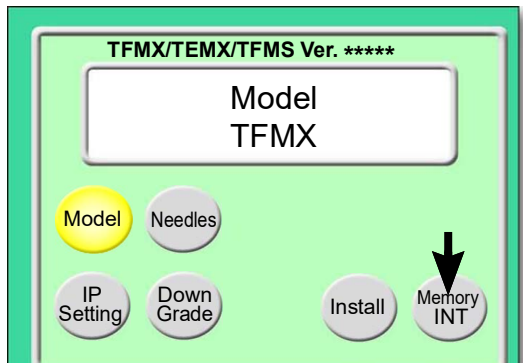 TFMX/TEMX/TFMS Ver. *****
Model
TFMX
Model
Needles
IP
Setting
Down
Grade
Install
Memory
INT